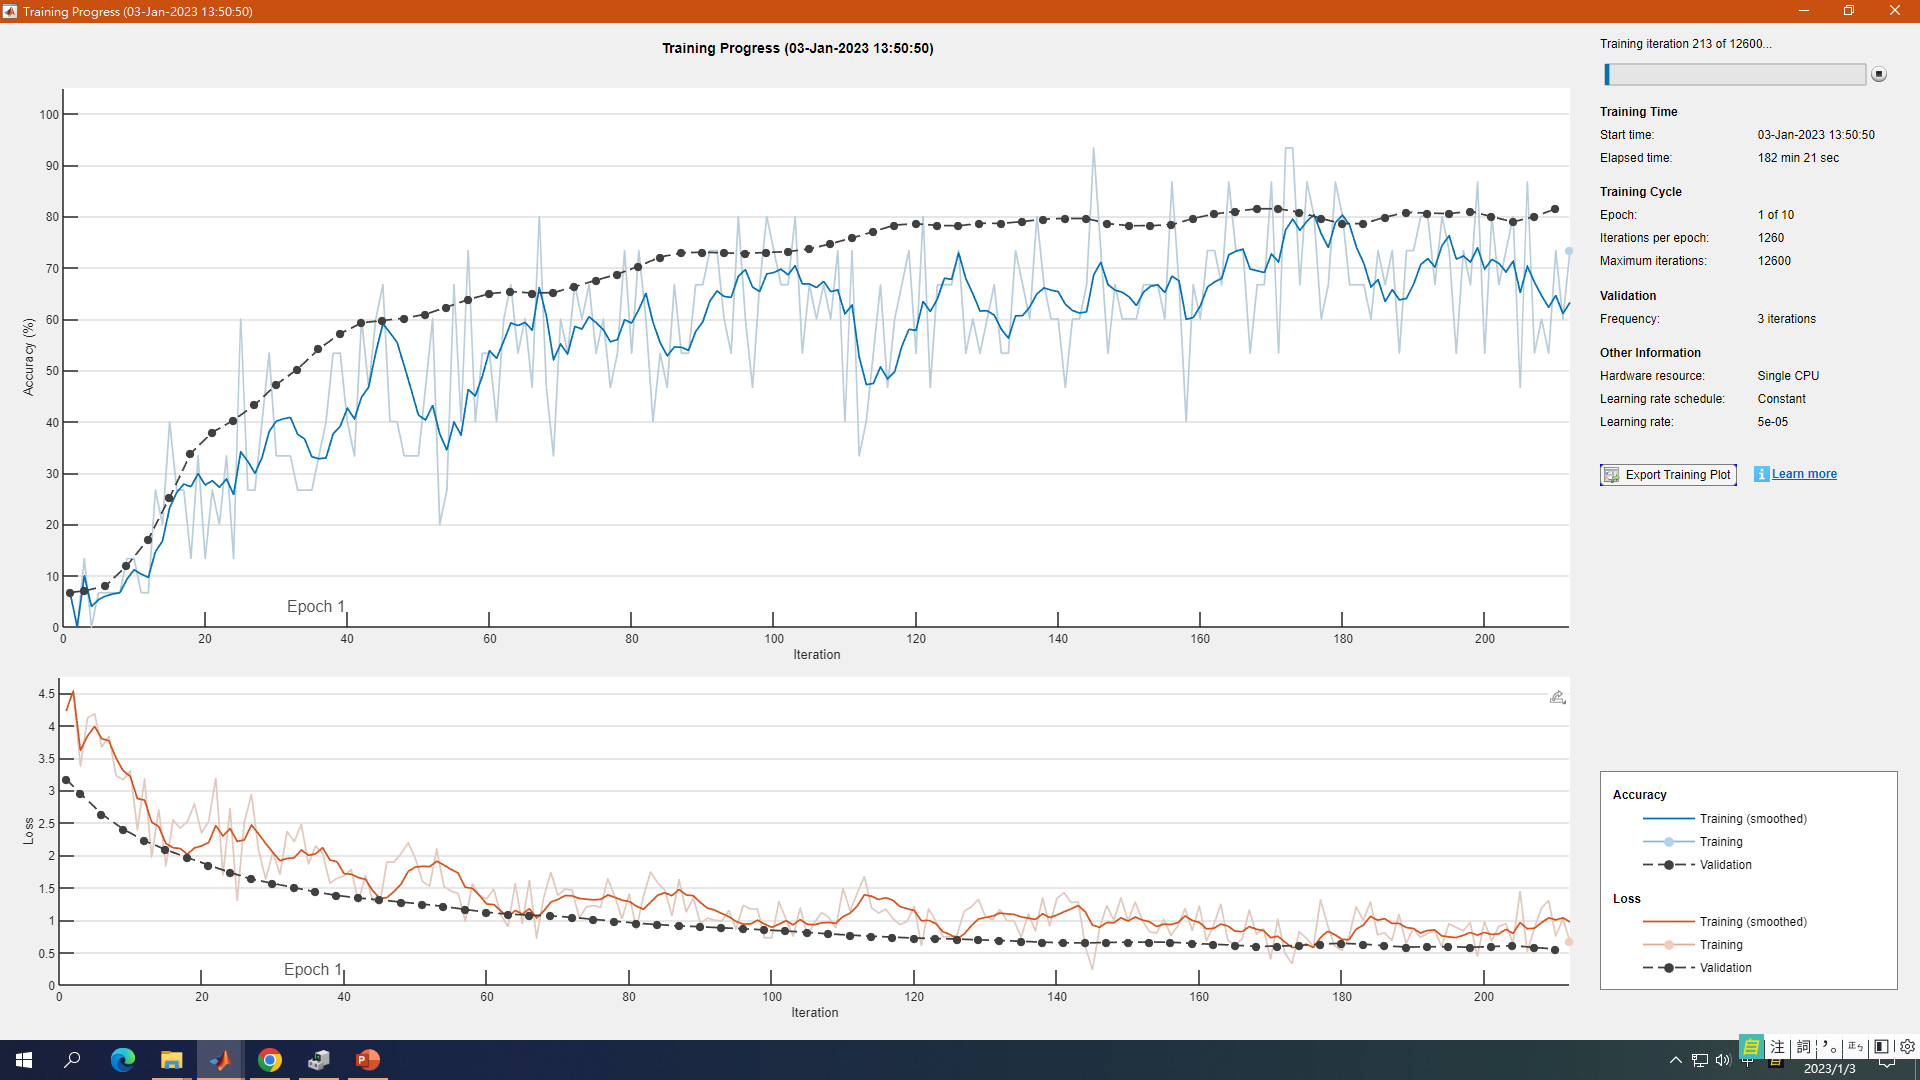 Training Progress (03-Jan-2023 13:50:50)
Training Progress (03-Jan-2023 13:50:50)
100
90
80
70
60
50
40
30
20
10
0
Accuracy (%)
Epoch 1
0 20 40 60 80 100 120 140 160 180 200
Iteration
4.5
4
3.5
3
2.5
2
1.5
1
0.5
0
Loss
Epoch 1
0 20 40 60 80 100 120 140 160 180 200
Iteration
Training iteration 213 of 12600...
Training Time
Start time: 03-Jan-2023 13:50:50
Elapsed time: 182 min 21 sec
Training Cycle
Epoch: 1 of 10
Iterations per epoch: 1260
Maximum iterations: 12600
Validation
Frequency: 3 iterations
Other Information
Hardware resource: Single CPU
Learning rate schedule: Constant
Learning rate: 5e-05
Export Training Plot
i Learn more
Accuracy
Training (smoothed)
Training
Validation
Loss
Training (smoothed)
Training
Validation
P
自 注 詞 ，。
2023/1/3